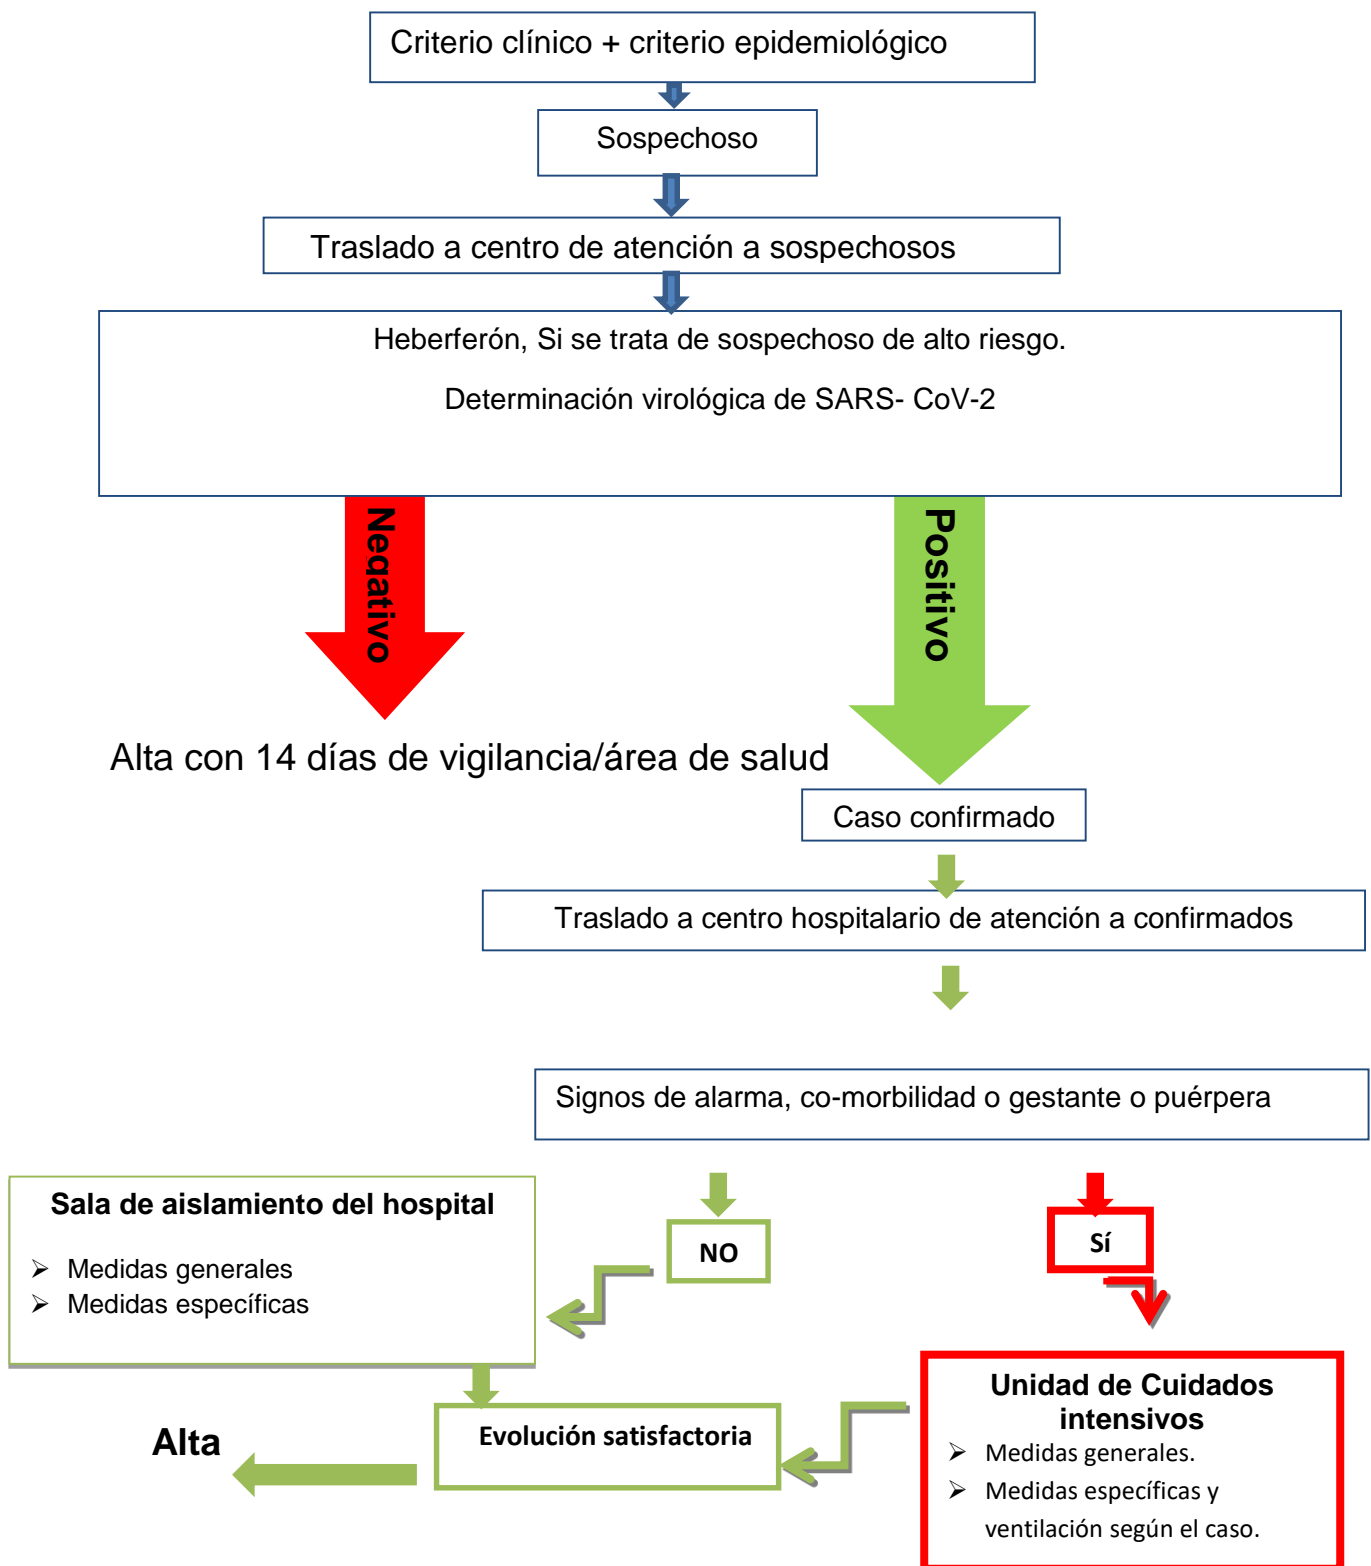 Criterio clínico + criterio epidemiológico
Sospechoso
Traslado a centro de atención a sospechosos
Heberferón, Si se trata de sospechoso de alto riesgo.
Determinación virológica de SARS- CoV-2
Negativo
Positivo
Alta con 14 días de vigilancia/área de salud
Caso confirmado
Traslado a centro hospitalario de atención a confirmados
Signos de alarma, co-morbilidad o gestante o puérpera
Sala de aislamiento del hospital
➢ Medidas generales
➢ Medidas específicas
NO
Sí
Unidad de Cuidados
intensivos
➢ Medidas generales.
➢ Medidas específicas y
ventilación según el caso.
Evolución satisfactoria
Alta